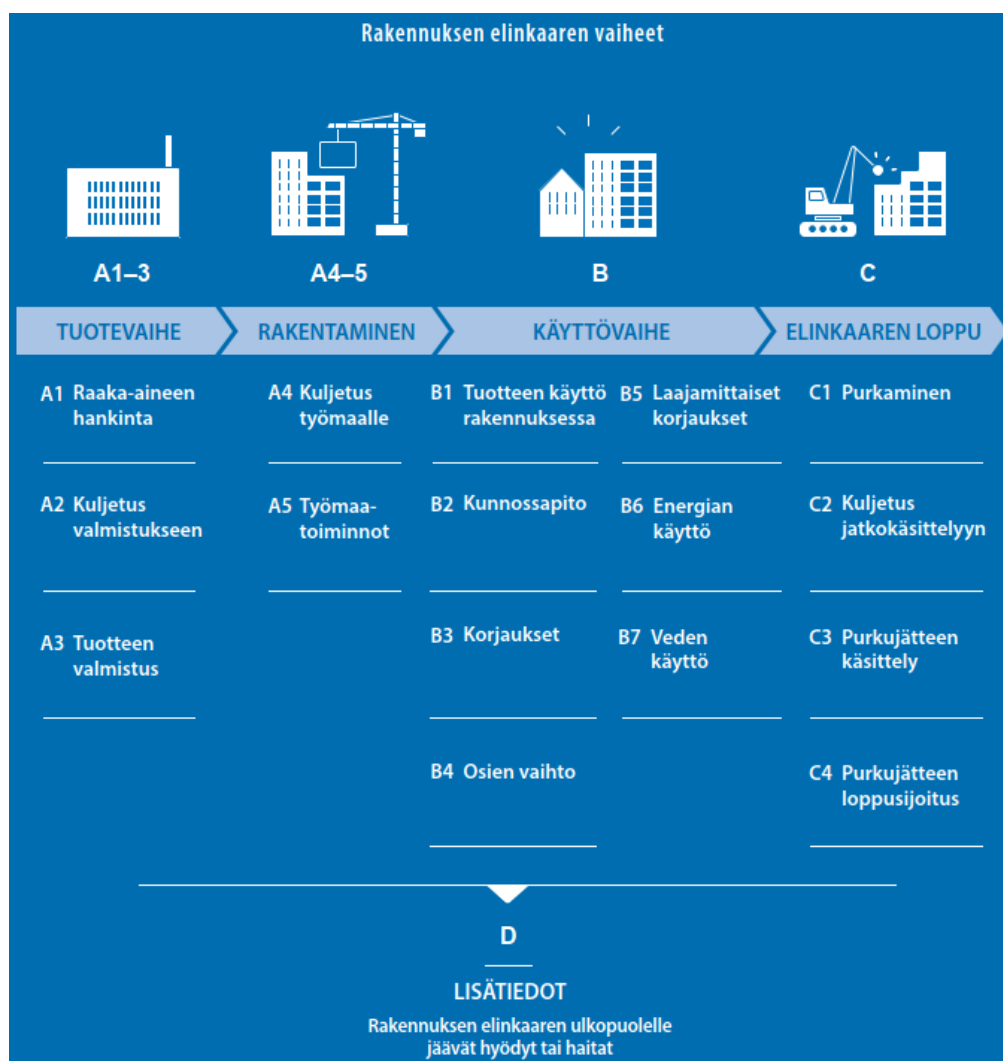 Rakennuksen elinkaaren vaiheet
A1–3
A4–5
B
C
TUOTEVAIHE
RAKENTAMINEN
KÄYTTÖVAIHE
ELINKAAREN LOPPU
A1 Raaka-aineen
hankinta
A2 Kuljetus
valmistukseen
A3 Tuotteen
valmistus
A4 Kuljetus
työmaalle
A5 Työmaa-
toiminnot
B1 Tuotteen käyttö
rakennuksessa
B2 Kunnossapito
B3 Korjaukset
B4 Osien vaihto
B5 Laajamittaiset
korjaukset
B6 Energian
käyttö
B7 Veden
käyttö
C1 Purkaminen
C2 Kuljetus
jatkokäsittelyyn
C3 Purkujätteen
käsittely
C4 Purkujätteen
loppusijoitus
D
LISÄTIEDOT
Rakennuksen elinkaaren ulkopuolelle
jäävät hyödyt tai haitat